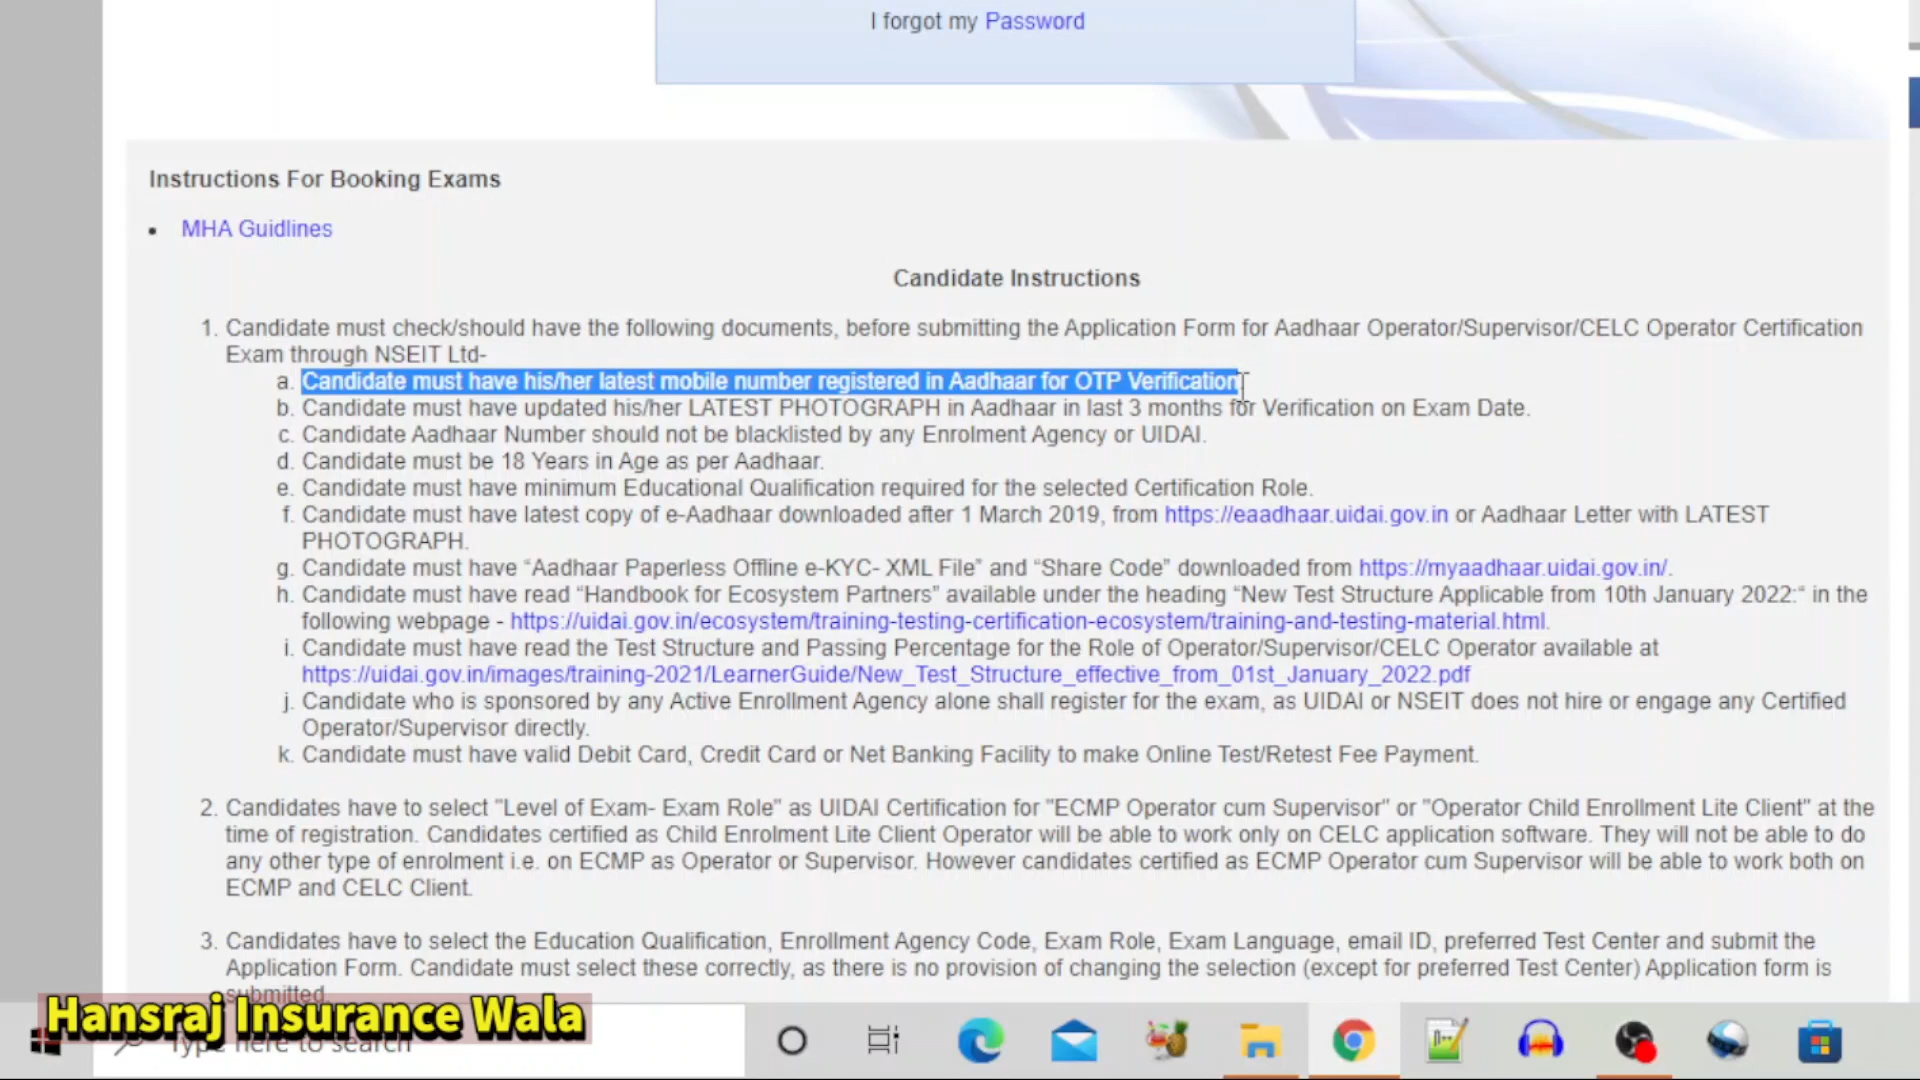 I forgot my Password
Instructions For Booking Exams
• MHA Guidlines
Candidate Instructions
1. Candidate must check/should have the following documents, before submitting the Application Form for Aadhaar Operator/Supervisor/CELC Operator Certification
Exam through NSEIT Ltd-
a. Candidate must have his/her latest mobile number registered in Aadhaar for OTP Verification
b. Candidate must have updated his/her LATEST PHOTOGRAPH in Aadhaar in last 3 months for Verification on Exam Date.
c. Candidate Aadhaar Number should not be blacklisted by any Enrolment Agency or UIDAI.
d. Candidate must be 18 Years in Age as per Aadhaar.
e. Candidate must have minimum Educational Qualification required for the selected Certification Role.
f. Candidate must have latest copy of e-Aadhaar downloaded after 1 March 2019, from https://eaadhaar.uidai.gov.in or Aadhaar Letter with LATEST
PHOTOGRAPH.
g. Candidate must have “Aadhaar Paperless Offline e-KYC- XML File” and “Share Code” downloaded from https://myaadhaar.uidai.gov.in/.
h. Candidate must have read “Handbook for Ecosystem Partners” available under the heading “New Test Structure Applicable from 10th January 2022:“ in the
following webpage - https://uidai.gov.in/ecosystem/training-testing-certification-ecosystem/training-and-testing-material.html.
i. Candidate must have read the Test Structure and Passing Percentage for the Role of Operator/Supervisor/CELC Operator available at
https://uidai.gov.in/images/training-2021/LearnerGuide/New_Test_Structure_effective_from_01st_January_2022.pdf
j. Candidate who is sponsored by any Active Enrollment Agency alone shall register for the exam, as UIDAI or NSEIT does not hire or engage any Certified
Operator/Supervisor directly.
k. Candidate must have valid Debit Card, Credit Card or Net Banking Facility to make Online Test/Retest Fee Payment.
2. Candidates have to select "Level of Exam- Exam Role" as UIDAI Certification for "ECMP Operator cum Supervisor" or "Operator Child Enrollment Lite Client" at the
time of registration. Candidates certified as Child Enrolment Lite Client Operator will be able to work only on CELC application software. They will not be able to do
any other type of enrolment i.e. on ECMP as Operator or Supervisor. However candidates certified as ECMP Operator cum Supervisor will be able to work both on
ECMP and CELC Client.
3. Candidates have to select the Education Qualification, Enrollment Agency Code, Exam Role, Exam Language, email ID, preferred Test Center and submit the
Application Form. Candidate must select these correctly, as there is no provision of changing the selection (except for preferred Test Center) Application form is
submitted.
Hansraj Insurance Wala
Type here to search